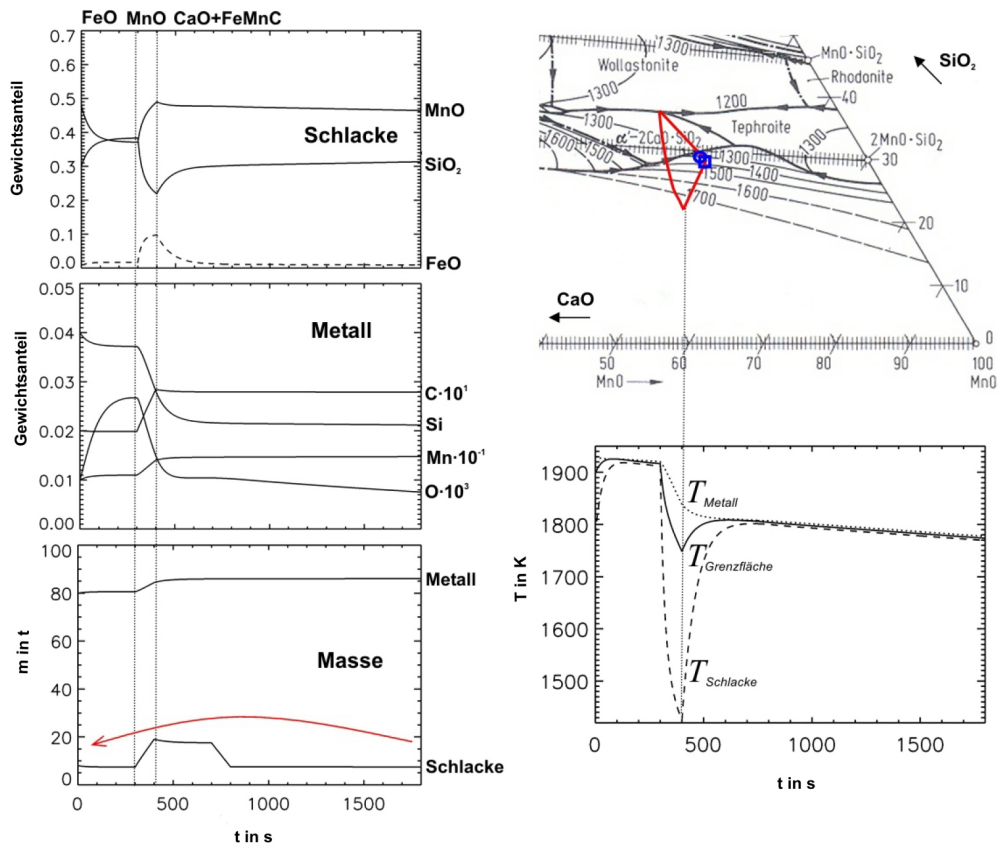 FeO MnO CaO+FeMnC
0.7
0.6
0.5
0.4
0.3
0.2
0.1
0.0
Gewichtsanteil
Schlacke
MnO
SiO₂
FeO
0.05
0.04
0.03
0.02
0.01
0.00
Gewichtsanteil
Metall
C·10¹
Si
Mn·10⁻¹
O·10³
100
80
60
40
20
0
m in t
Metall
Masse
Schlacke
0 500 1000 1500
t in s
1300
MnO·SiO₂
SiO₂
Wollastonite
Rhodonite
1300
1200
40
1300
Tephroite
1300
α'-2CaO·SiO₂
2MnO·SiO₂
1600
1500
1300
30
1500
1400
1600
1700
20
10
CaO
0
50 60 70 80 90 100
MnO
MnO
1900
1800
1700
1600
1500
T in K
T Metall
T Grenzfläche
T Schlacke
0 500 1000 1500
t in s